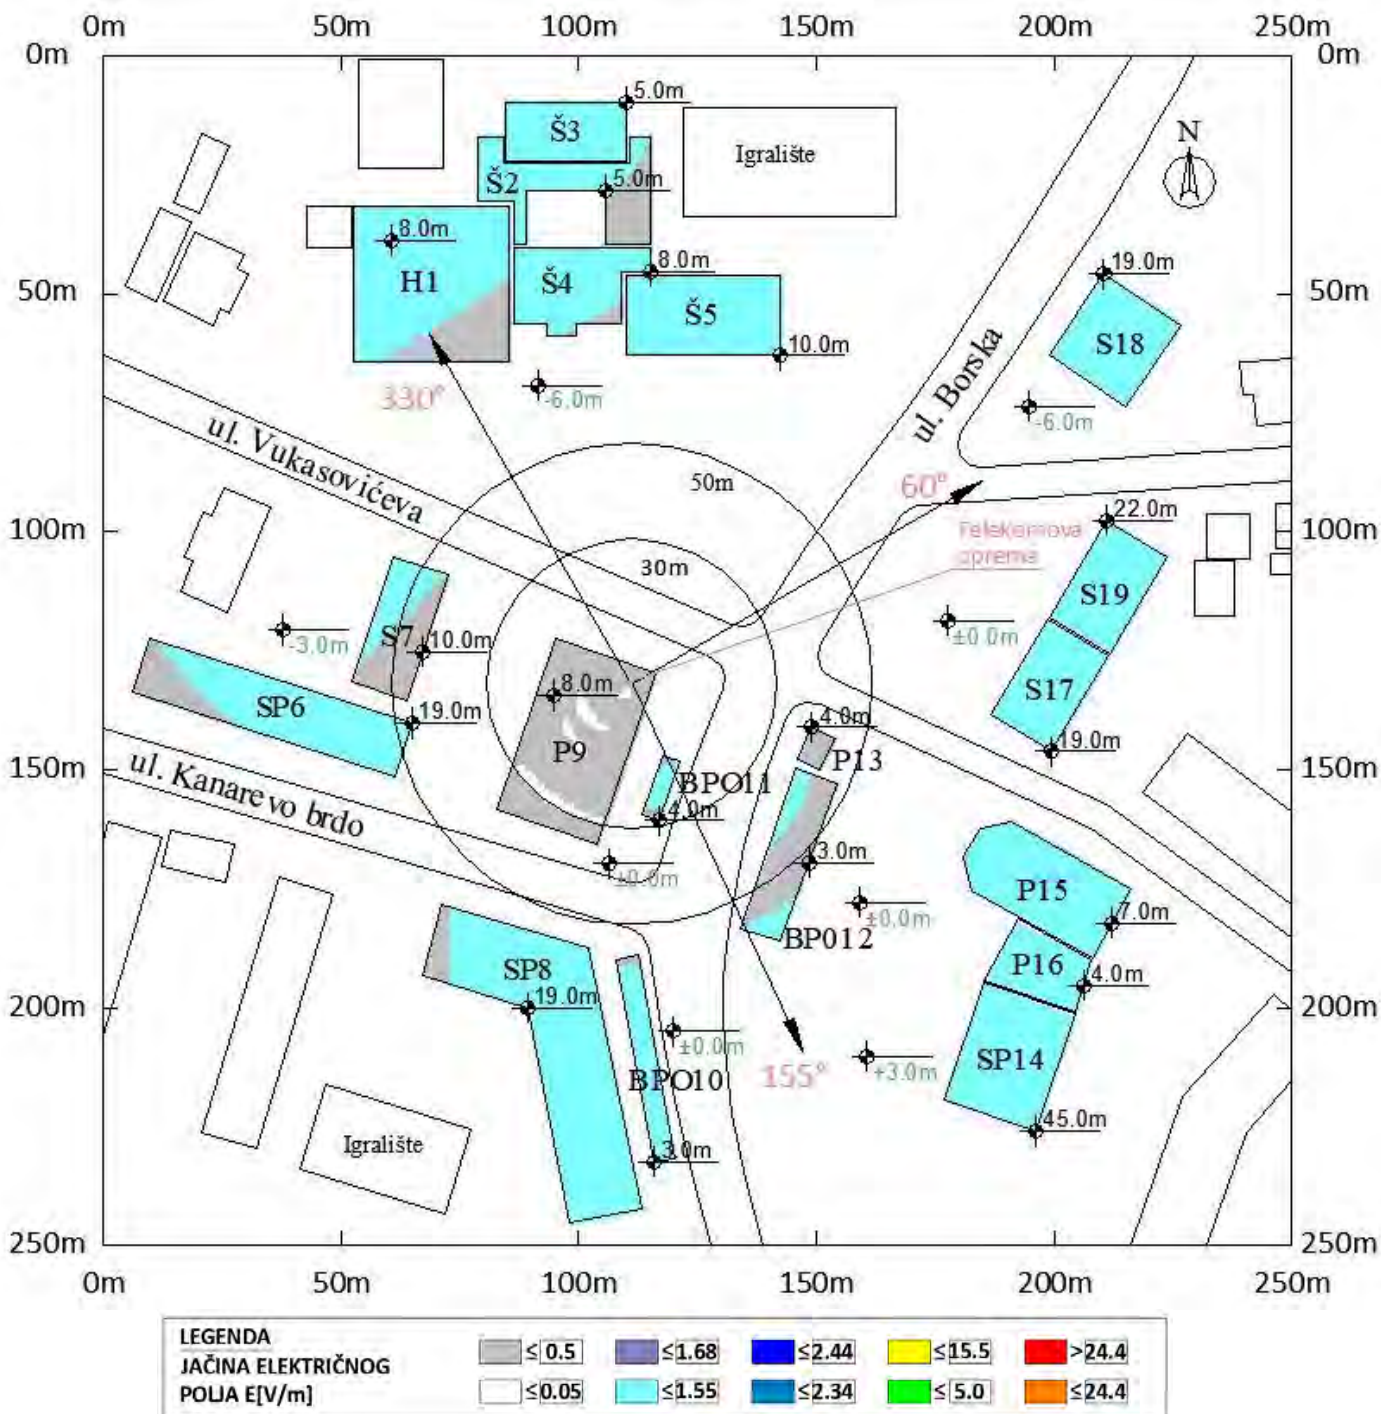 0m 50m 100m 150m 200m 250m
0m 0m
5.0m
Š3
Igralište
N
Š2
5.0m
8.0m
H1
8.0m
Š4
Š5
19.0m
50m 50m
S18
10.0m
330°
-6.0m
ul. Borska
-6.0m
ul. Vukasovićeva
50m
60°
22.0m
100m 100m
Telekomova
oprema
30m
S19
-3.0m
S7
10.0m
±0.0m
8.0m
S17
SP6
19.0m
4.0m
P9
P13
19.0m
150m 150m
BPO11
ul. Kanarevo brdo
4.0m
3.0m
±0.0m
P15
±0.0m
7.0m
BP012
SP8
P16
4.0m
19.0m
200m 200m
±0.0m
155°
+3.0m
SP14
BPO10
45.0m
Igralište
3.0m
250m 250m
0m 50m 100m 150m 200m 250m
LEGENDA
JAČINA ELEKTRIČNOG
POLJA E[V/m]
≤0.5 ≤1.68 ≤2.44 ≤15.5 >24.4
≤0.05 ≤1.55 ≤2.34 ≤5.0 ≤24.4